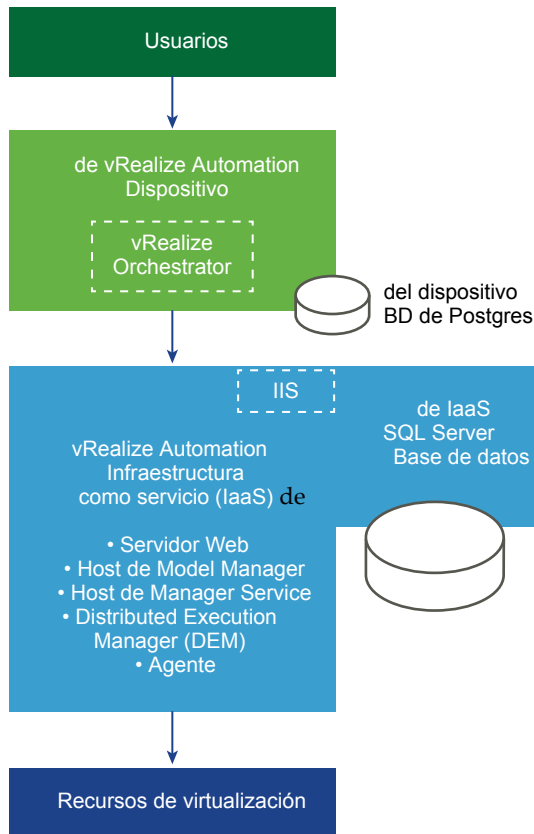 Usuarios
de vRealize Automation
Dispositivo
vRealize
Orchestrator
del dispositivo
BD de Postgres
IIS
de IaaS
SQL Server
Base de datos
vRealize Automation
Infraestructura
como servicio (IaaS) de
• Servidor Web
• Host de Model Manager
• Host de Manager Service
• Distributed Execution
Manager (DEM)
• Agente
Recursos de virtualización